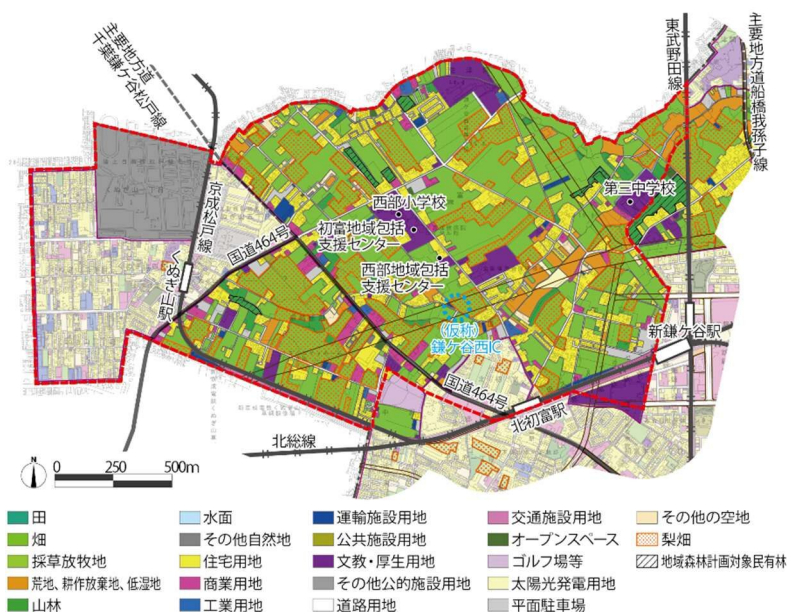 主要地方道
千葉鎌ケ谷松戸線
東武野田線
主要地方道船橋我孫子線
京成松戸線
国道464号
くぬぎ山駅
西部小学校
初富地域包括
支援センター
西部地域包括
支援センター
第三中学校
(仮称)
鎌ケ谷西IC
新鎌ケ谷駅
国道464号
北初富駅
北総線
N
0 250 500m
田
畑
採草放牧地
荒地、耕作放棄地、低湿地
山林
水面
その他自然地
住宅用地
商業用地
工業用地
運輸施設用地
公共施設用地
文教・厚生用地
その他公的施設用地
道路用地
交通施設用地
オープンスペース
ゴルフ場等
太陽光発電用地
平面駐車場
その他の空地
梨畑
地域森林計画対象民有林